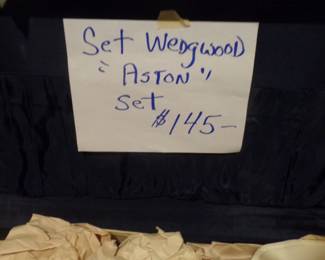 Set Wedgwood
"Aston"
Set
$145-